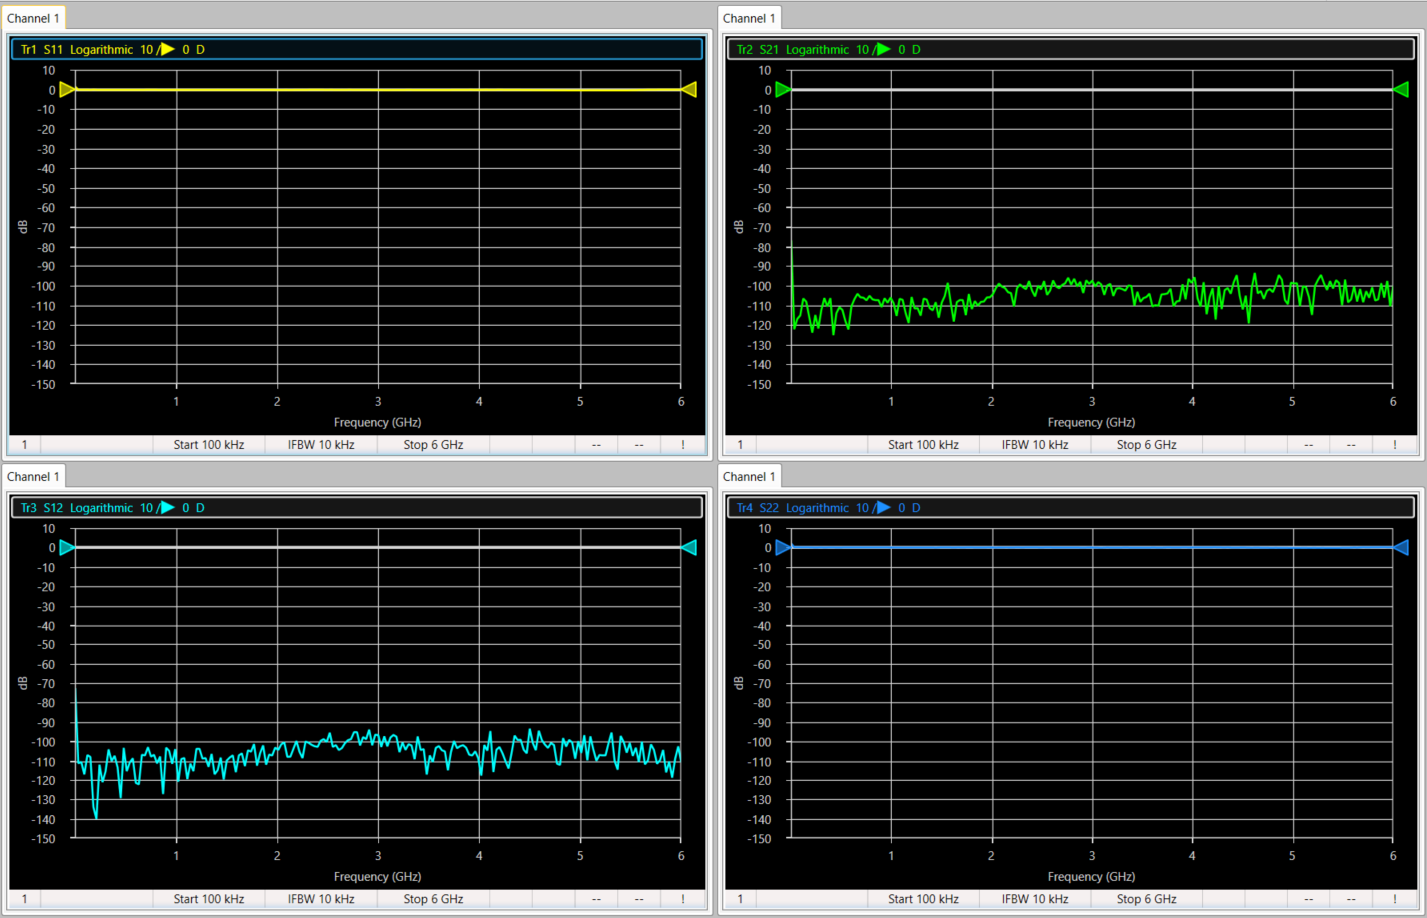 Channel 1
Tr1 S11 Logarithmic 10 / 0 D
10
0
-10
-20
-30
-40
-50
-60
-70
-80
-90
-100
-110
-120
-130
-140
-150
dB
1 2 3 4 5 6
Frequency (GHz)
1 Start 100 kHz IFBW 10 kHz Stop 6 GHz -- -- !
Channel 1
Tr2 S21 Logarithmic 10 / 0 D
10
0
-10
-20
-30
-40
-50
-60
-70
-80
-90
-100
-110
-120
-130
-140
-150
dB
1 2 3 4 5 6
Frequency (GHz)
1 Start 100 kHz IFBW 10 kHz Stop 6 GHz -- -- !
Channel 1
Tr3 S12 Logarithmic 10 / 0 D
10
0
-10
-20
-30
-40
-50
-60
-70
-80
-90
-100
-110
-120
-130
-140
-150
dB
1 2 3 4 5 6
Frequency (GHz)
1 Start 100 kHz IFBW 10 kHz Stop 6 GHz -- -- !
Channel 1
Tr4 S22 Logarithmic 10 / 0 D
10
0
-10
-20
-30
-40
-50
-60
-70
-80
-90
-100
-110
-120
-130
-140
-150
dB
1 2 3 4 5 6
Frequency (GHz)
1 Start 100 kHz IFBW 10 kHz Stop 6 GHz -- -- !